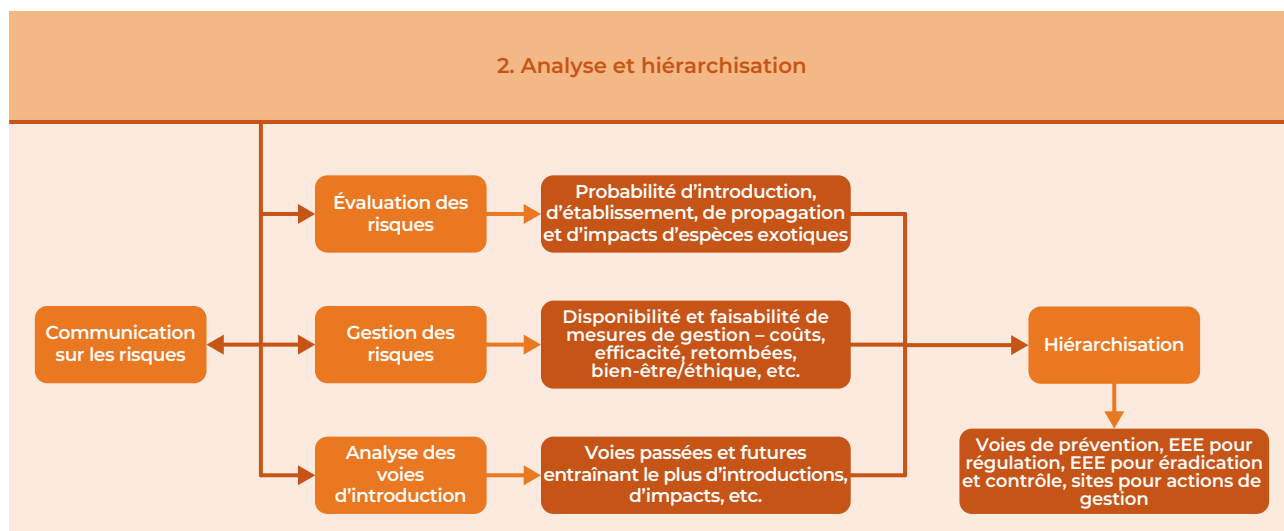 2. Analyse et hiérarchisation
Évaluation des
risques
Probabilité d'introduction,
d'établissement, de propagation
et d'impacts d'espèces exotiques
Communication
sur les risques
Gestion des
risques
Disponibilité et faisabilité de
mesures de gestion – coûts,
efficacité, retombées,
bien-être/éthique, etc.
Hiérarchisation
Analyse des
voies
d'introduction
Voies passées et futures
entraînant le plus d'introductions,
d'impacts, etc.
Voies de prévention, EEE pour
régulation, EEE pour éradication
et contrôle, sites pour actions de
gestion